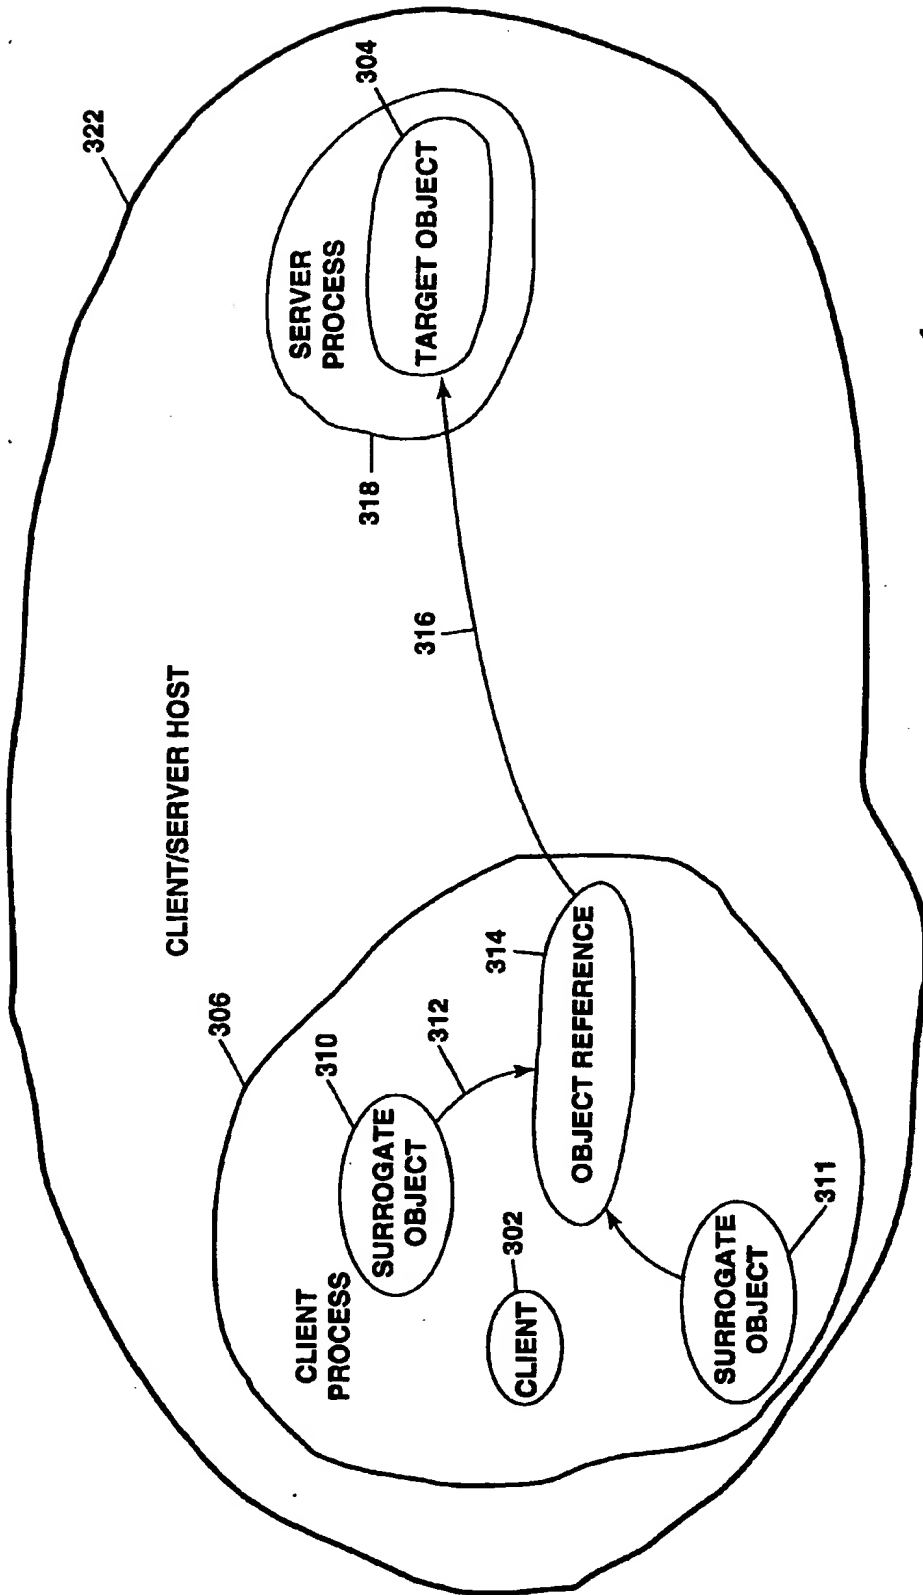 322
CLIENT/SERVER HOST
304
SERVER
PROCESS
TARGET OBJECT
318
316
306
310
312
314
CLIENT
PROCESS
SURROGATE
OBJECT
302
CLIENT
OBJECT REFERENCE
SURROGATE
OBJECT
311